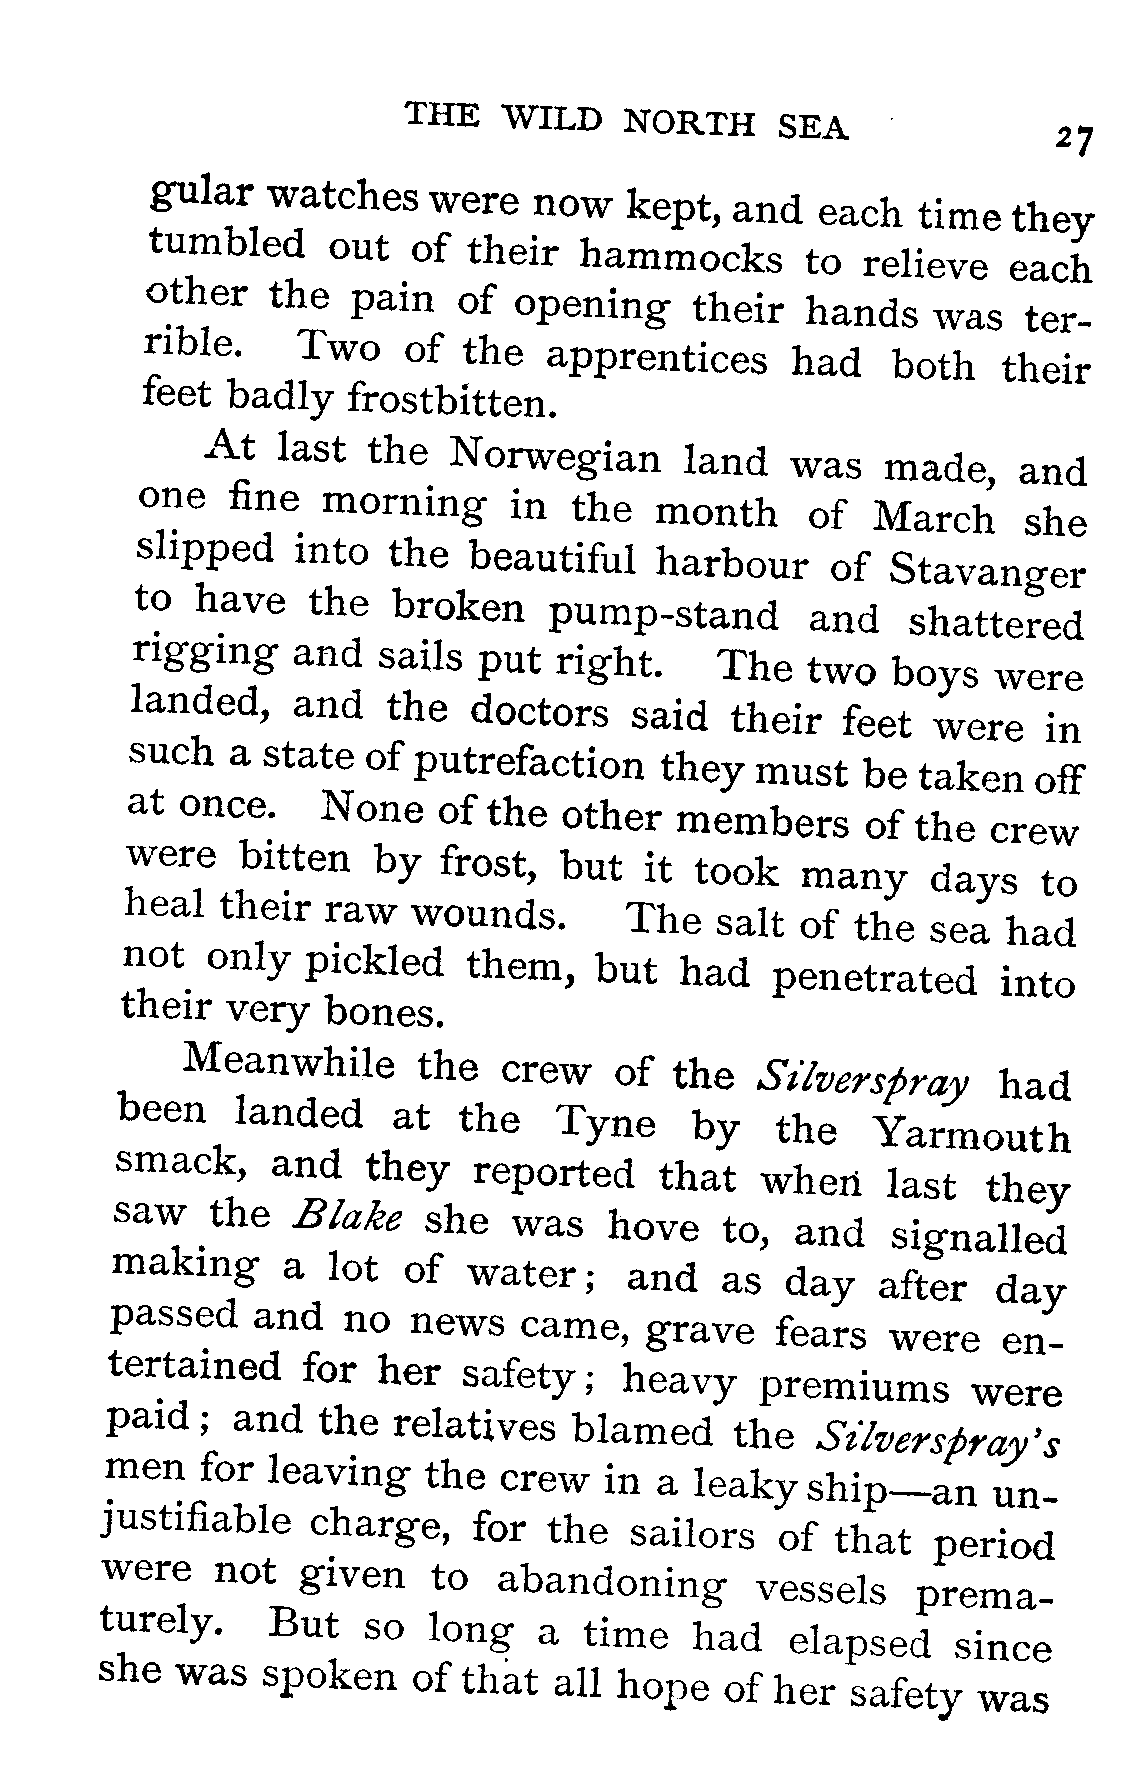 THE WILD NORTH SEA 27
gular watches were now kept, and each time they
tumbled out of their hammocks to relieve each
other the pain of opening their hands was ter-
rible. Two of the apprentices had both their
feet badly frostbitten.
At last the Norwegian land was made, and
one fine morning in the month of March she
slipped into the beautiful harbour of Stavanger
to have the broken pump-stand and shattered
rigging and sails put right. The two boys were
landed, and the doctors said their feet were in
such a state of putrefaction they must be taken off
at once. None of the other members of the crew
were bitten by frost, but it took many days to
heal their raw wounds. The salt of the sea had
not only pickled them, but had penetrated into
their very bones.
Meanwhile the crew of the Silverspray had
been landed at the Tyne by the Yarmouth
smack, and they reported that when last they
saw the Blake she was hove to, and signalled
making a lot of water; and as day after day
passed and no news came, grave fears were en-
tertained for her safety; heavy premiums were
paid; and the relatives blamed the Silverspray's
men for leaving the crew in a leaky ship—an un-
justifiable charge, for the sailors of that period
were not given to abandoning vessels prema-
turely. But so long a time had elapsed since
she was spoken of that all hope of her safety was